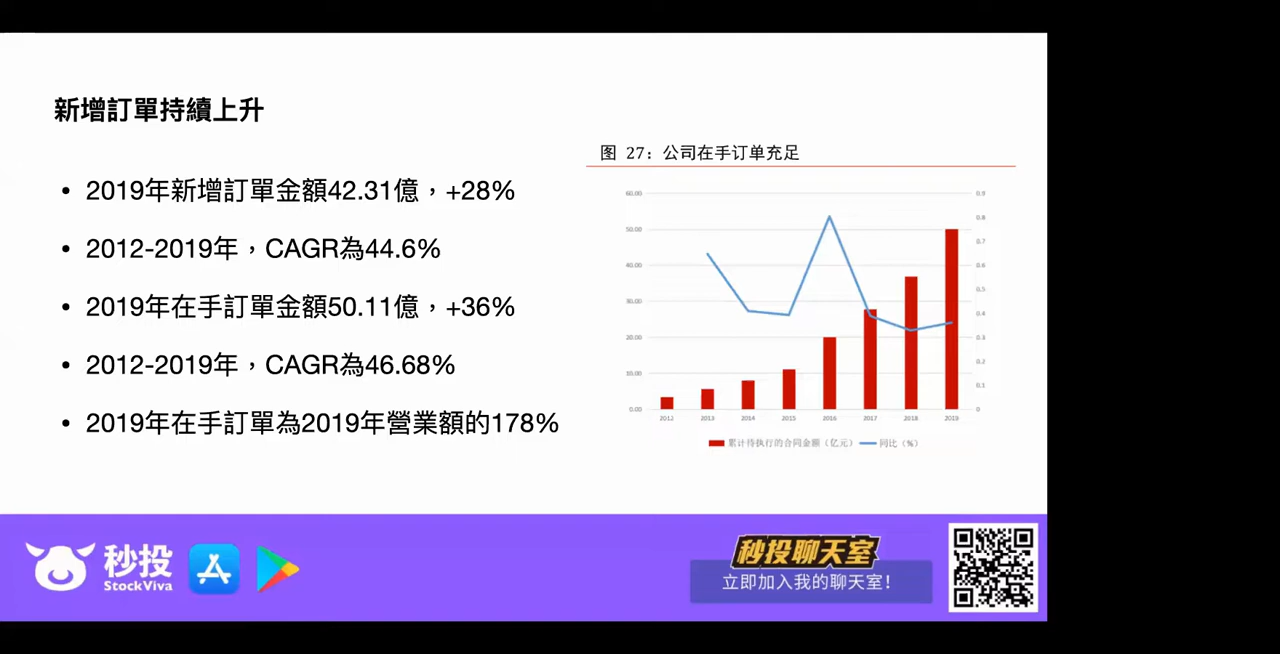 新增訂單持續上升
• 2019年新增訂單金額42.31億，+28%
• 2012-2019年，CAGR為44.6%
• 2019年在手訂單金額50.11億，+36%
• 2012-2019年，CAGR為46.68%
• 2019年在手訂單為2019年營業額的178%
图 27：公司在手订单充足
60.00
50.00
40.00
30.00
20.00
10.00
0.00
0.9
0.8
0.7
0.6
0.5
0.4
0.3
0.2
0.1
0
2012 2013 2014 2015 2016 2017 2018 2019
累计待执行的合同金额（亿元） 同比（%）
秒投
StockViva
秒投聊天室
立即加入我的聊天室！